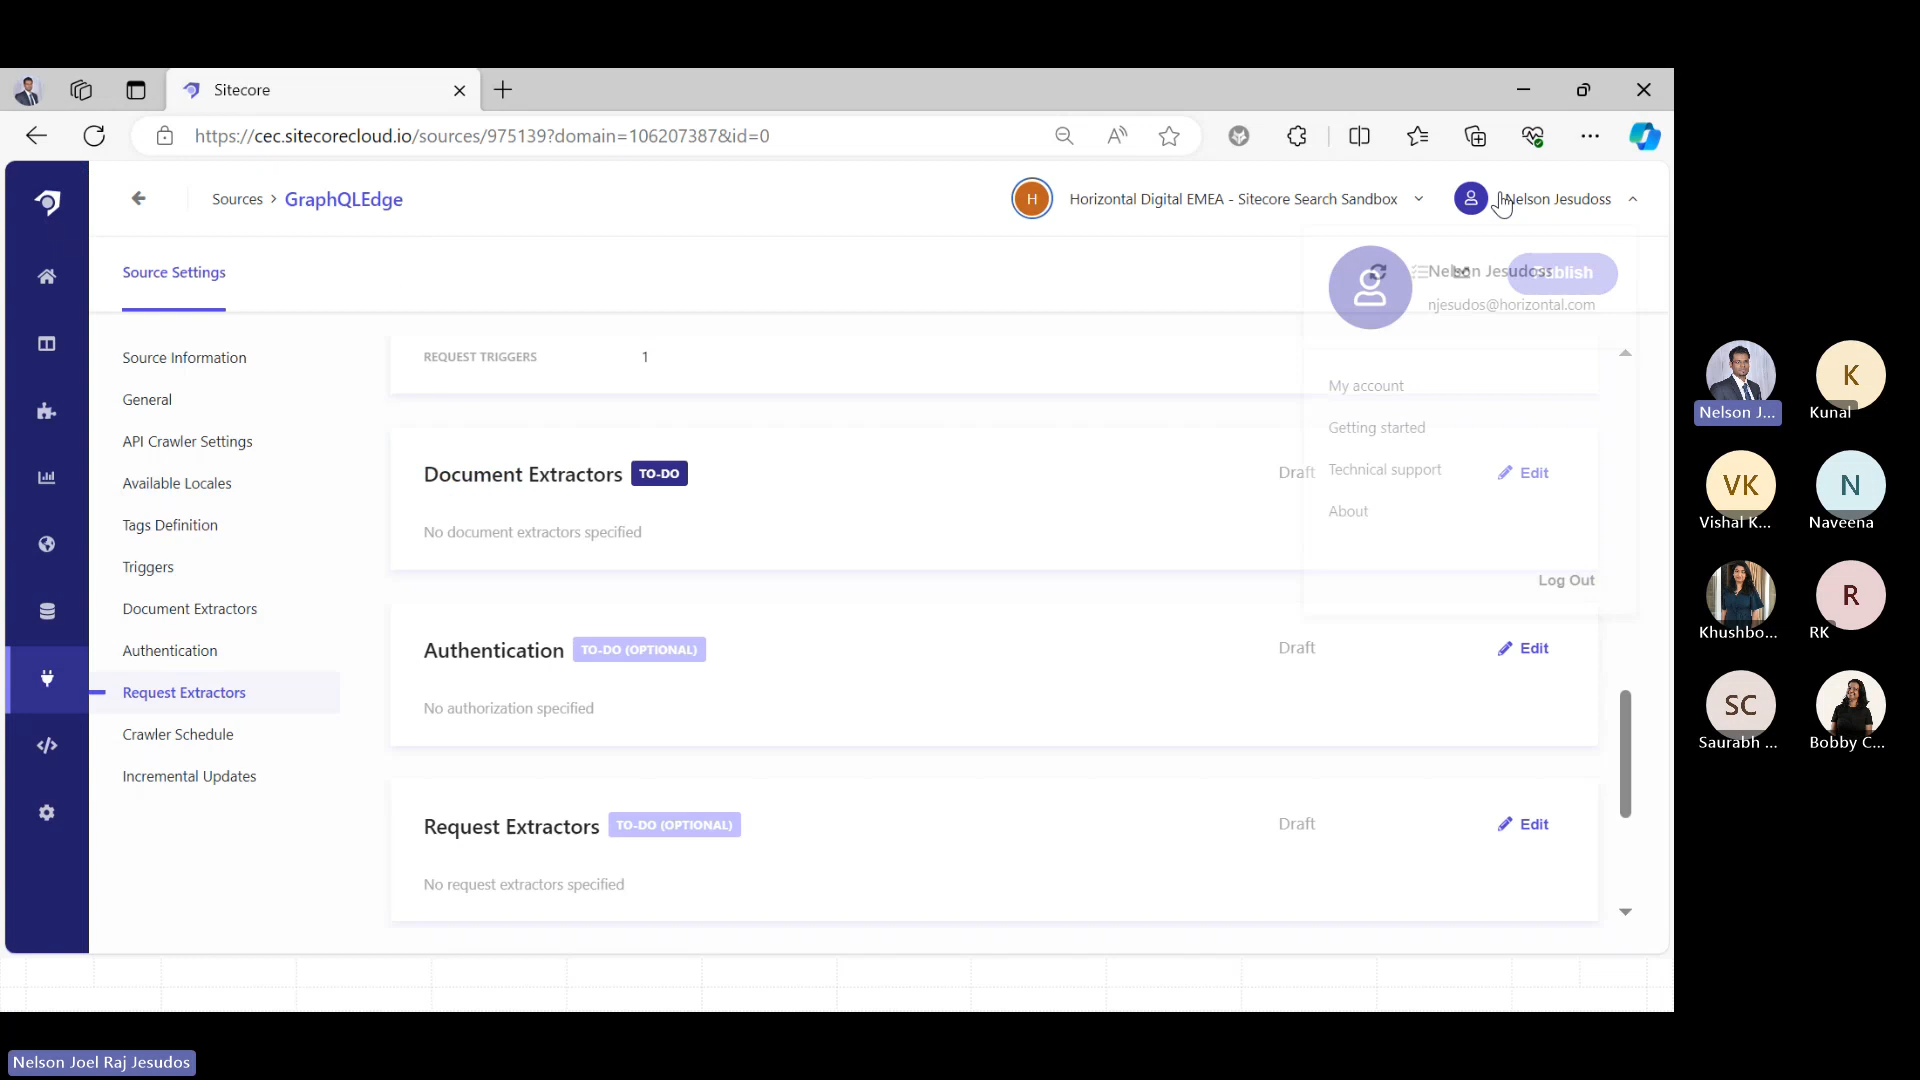 Sitecore
https://cec.sitecorecloud.io/sources/975139?domain=106207387&id=0
Sources > GraphQLEdge
H
Horizontal Digital EMEA - Sitecore Search Sandbox
Nelson Jesudoss
Source Settings
Nelson Jesudoss
Publish
njesudos@horizontal.com
Source Information
General
API Crawler Settings
Available Locales
Tags Definition
Triggers
Document Extractors
Authentication
Request Extractors
Crawler Schedule
Incremental Updates
REQUEST TRIGGERS 1
Document Extractors TO-DO
Draft
Edit
No document extractors specified
Authentication TO-DO (OPTIONAL)
Draft
Edit
No authorization specified
Request Extractors TO-DO (OPTIONAL)
Draft
Edit
No request extractors specified
My account
Getting started
Technical support
About
Log Out
Nelson J...
K
Kunal
VK
Vishal K...
N
Naveena
Khushbo...
R
RK
SC
Saurabh ...
Bobby C...
Nelson Joel Raj Jesudos